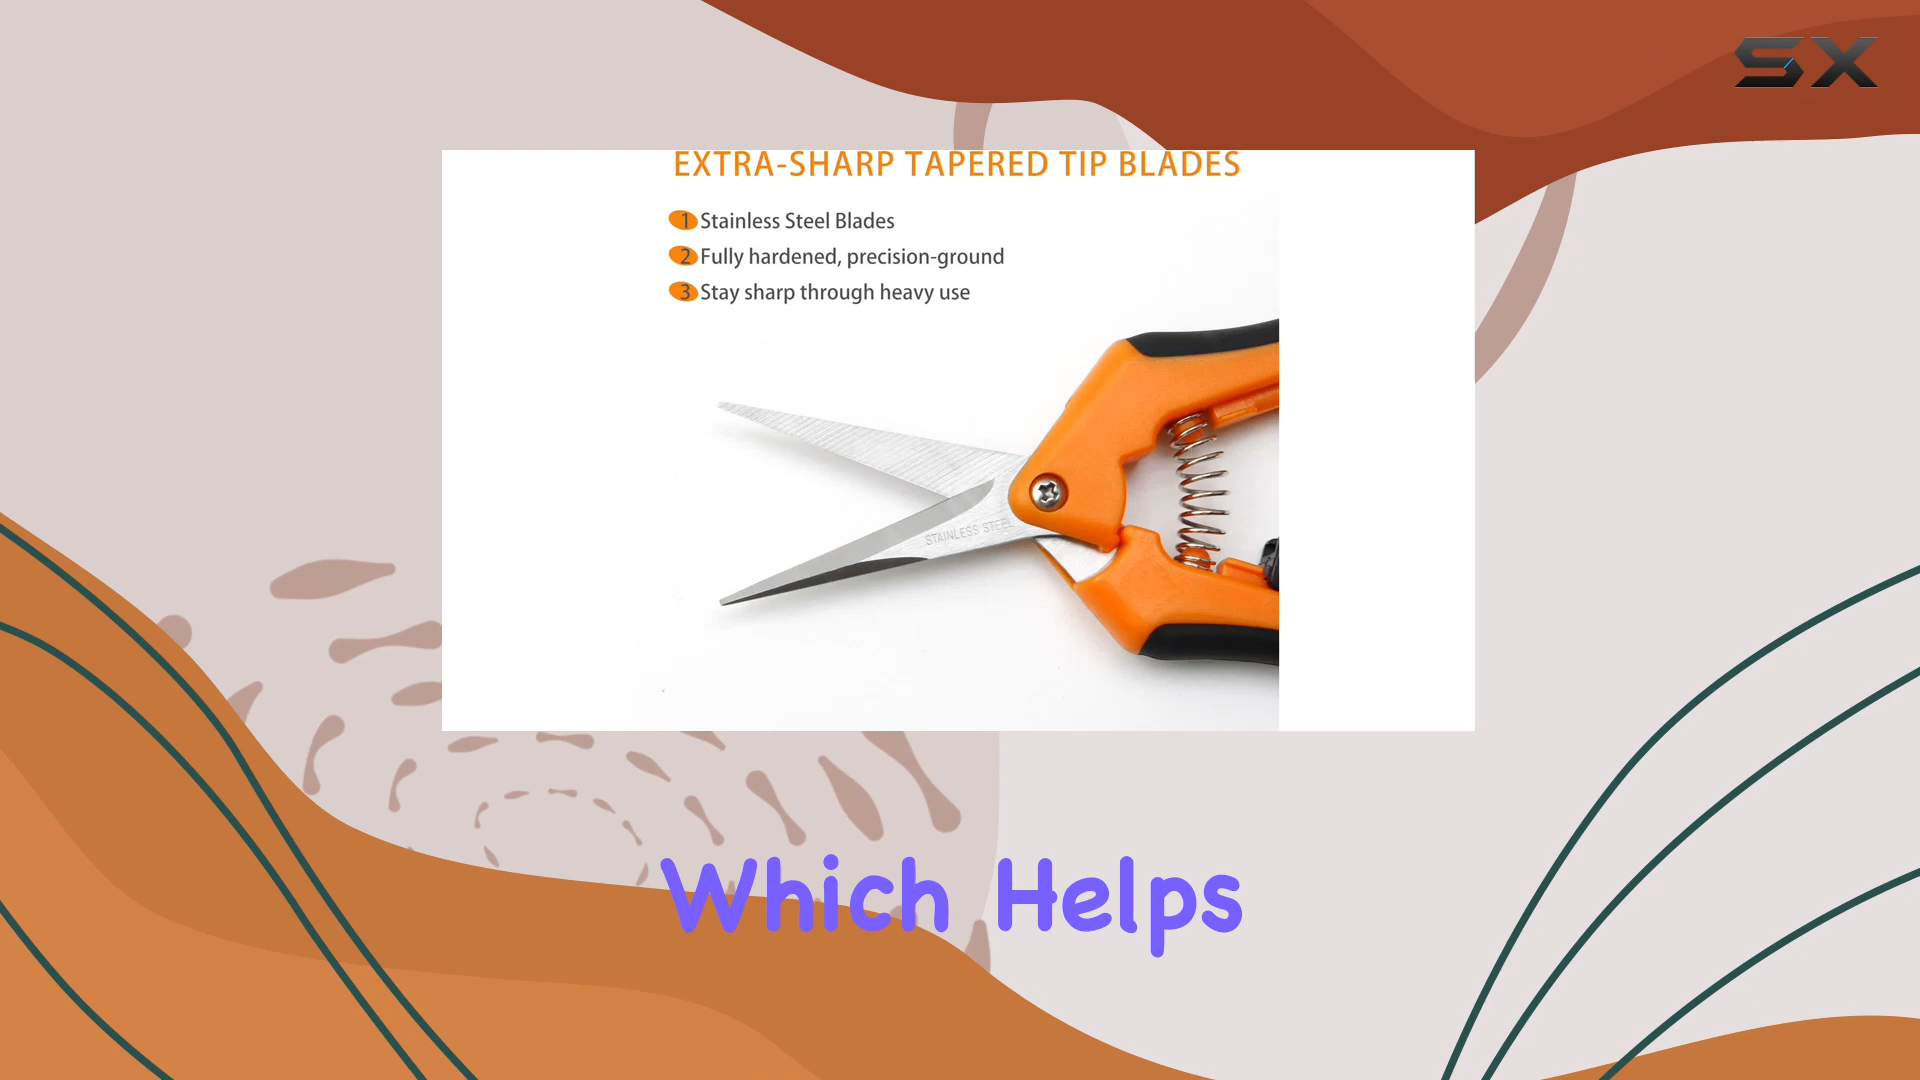 SX
EXTRA-SHARP TAPERED TIP BLADES
1 Stainless Steel Blades
2 Fully hardened, precision-ground
3 Stay sharp through heavy use
STAINLESS STEEL
Which Helps